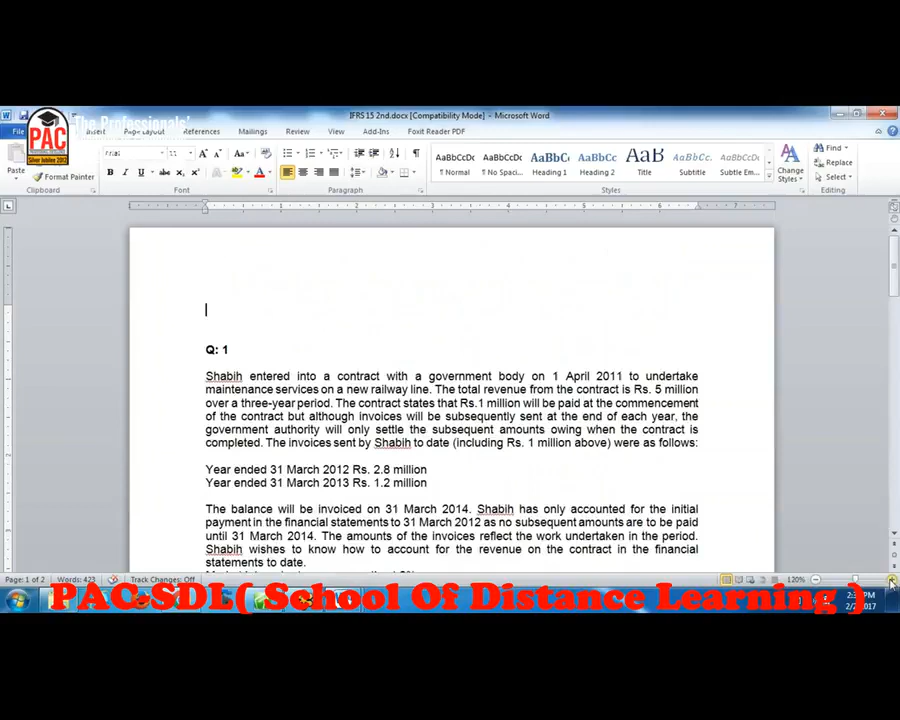 IFRS 15 2nd.docx [Compatibility Mode] - Microsoft Word
The Professionals'
PAC
Silver Jubilee 2012
File Insert Page Layout References Mailings Review View Add-Ins Foxit Reader PDF
Paste Format Painter
Arial 11
AaBbCcDc AaBbCcDc AaBbC AaBbCc AaB AaBbCc. AaBbCcDc
¶ Normal ¶ No Spaci... Heading 1 Heading 2 Title Subtitle Subtle Em...
Change Styles
Find
Replace
Select
Clipboard Font Paragraph Styles Editing
Q: 1
Shabih entered into a contract with a government body on 1 April 2011 to undertake
maintenance services on a new railway line. The total revenue from the contract is Rs. 5 million
over a three-year period. The contract states that Rs.1 million will be paid at the commencement
of the contract but although invoices will be subsequently sent at the end of each year, the
government authority will only settle the subsequent amounts owing when the contract is
completed. The invoices sent by Shabih to date (including Rs. 1 million above) were as follows:
Year ended 31 March 2012 Rs. 2.8 million
Year ended 31 March 2013 Rs. 1.2 million
The balance will be invoiced on 31 March 2014. Shabih has only accounted for the initial
payment in the financial statements to 31 March 2012 as no subsequent amounts are to be paid
until 31 March 2014. The amounts of the invoices reflect the work undertaken in the period.
Shabih wishes to know how to account for the revenue on the contract in the financial
statements to date.
Page: 1 of 2 Words: 423 Track Changes: Off 120%
PAC-SDL( School Of Distance Learning )